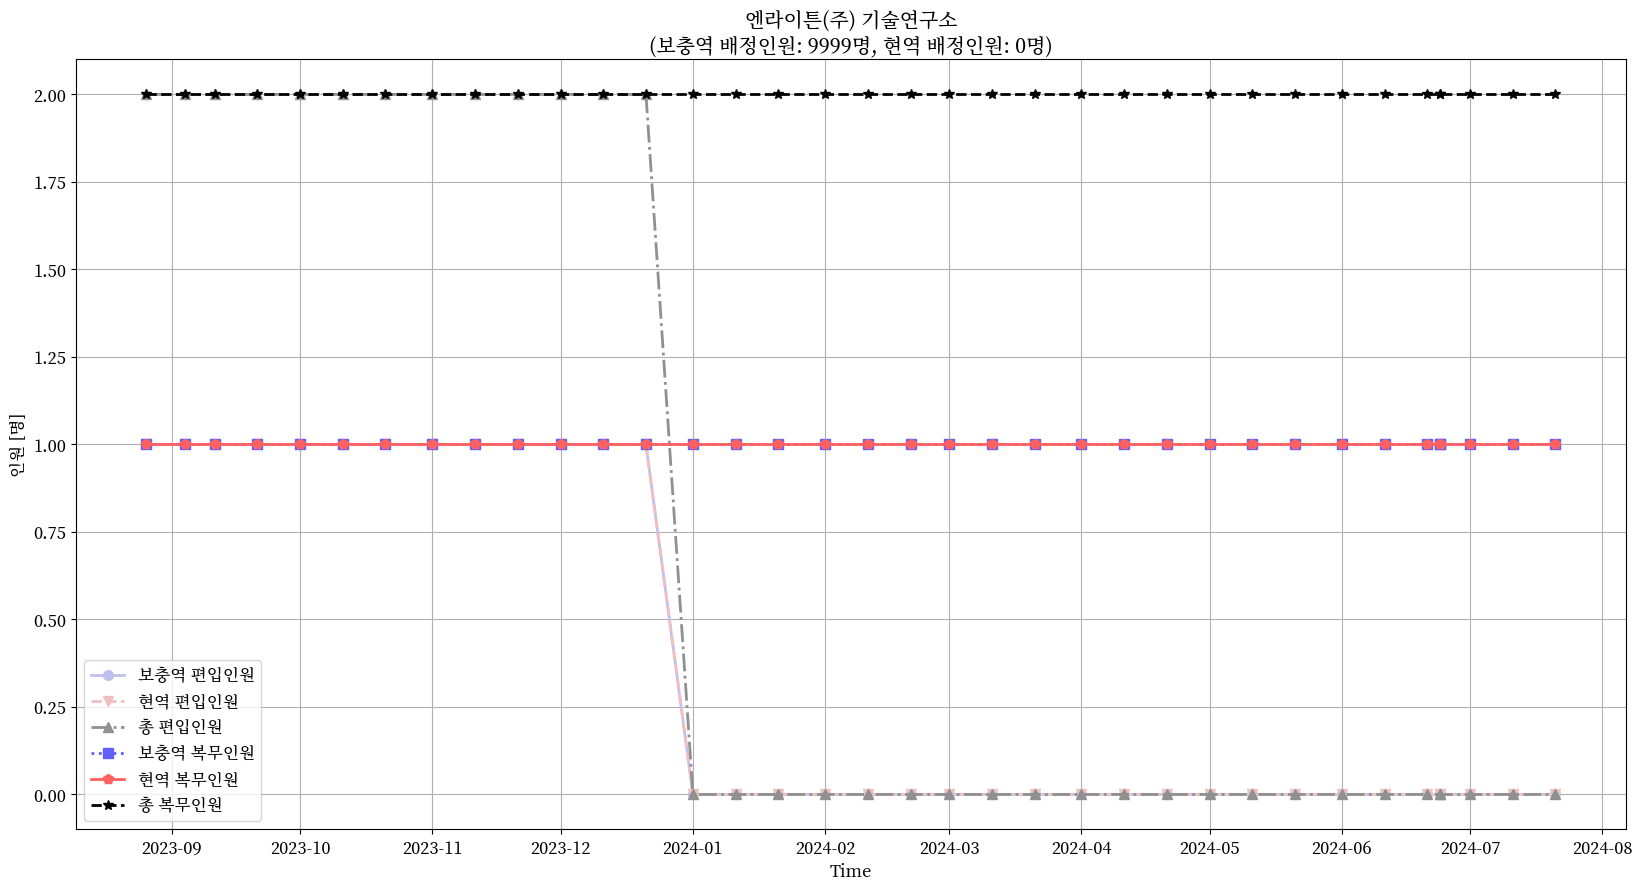 엔라이튼(주) 기술연구소
(보충역 배정인원: 9999명, 현역 배정인원: 0명)
인원 [명]
2.00
1.75
1.50
1.25
1.00
0.75
0.50
0.25
0.00
보충역 편입인원
현역 편입인원
총 편입인원
보충역 복무인원
현역 복무인원
총 복무인원
2023-09 2023-10 2023-11 2023-12 2024-01 2024-02 2024-03 2024-04 2024-05 2024-06 2024-07 2024-08
Time